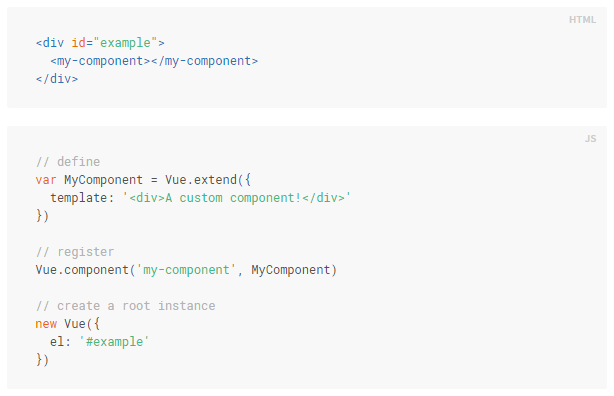 HTML
<div id="example">
  <my-component></my-component>
</div>
JS
// define
var MyComponent = Vue.extend({
  template: '<div>A custom component!</div>'
})
// register
Vue.component('my-component', MyComponent)
// create a root instance
new Vue({
  el: '#example'
})